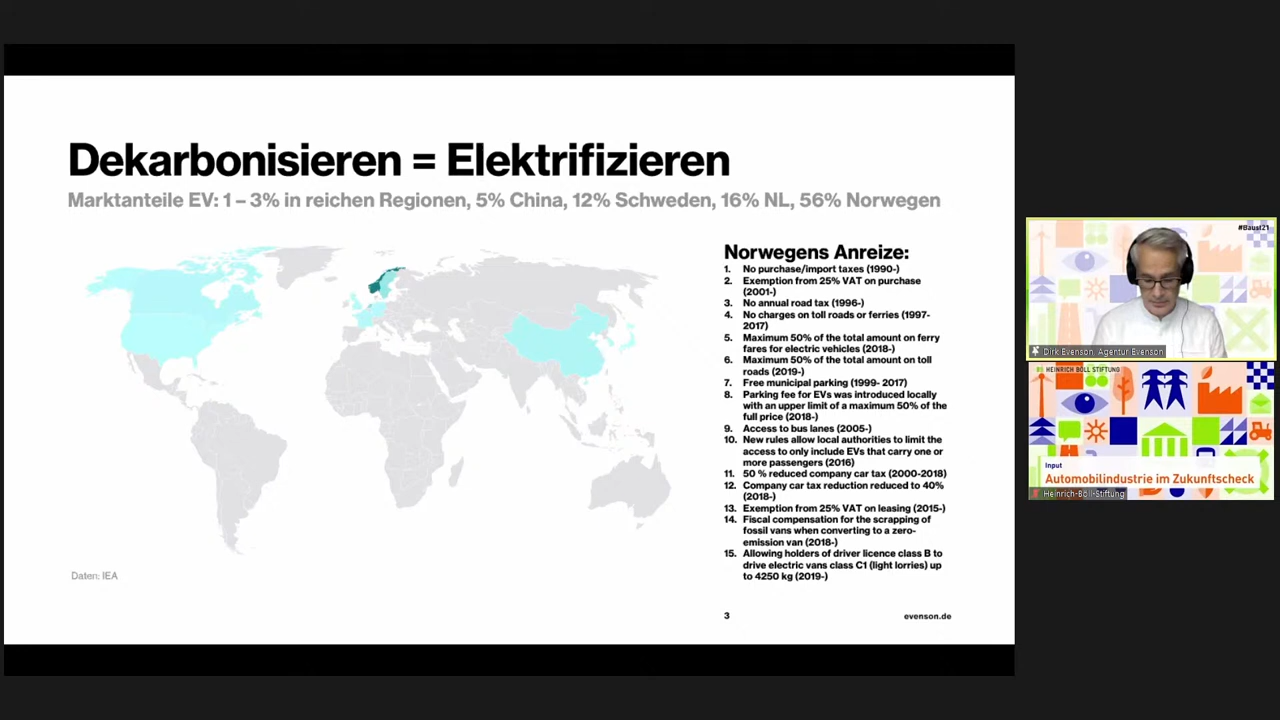 Dekarbonisieren = Elektrifizieren
Marktanteile EV: 1 – 3% in reichen Regionen, 5% China, 12% Schweden, 16% NL, 56% Norwegen
Norwegens Anreize:
1. No purchase/import taxes (1990-)
2. Exemption from 25% VAT on purchase
(2001-)
3. No annual road tax (1996-)
4. No charges on toll roads or ferries (1997-
2017)
5. Maximum 50% of the total amount on ferry
fares for electric vehicles (2018-)
6. Maximum 50% of the total amount on toll
roads (2019-)
7. Free municipal parking (1999- 2017)
8. Parking fee for EVs was introduced locally
with an upper limit of a maximum 50% of the
full price (2018-)
9. Access to bus lanes (2005-)
10. New rules allow local authorities to limit the
access to only include EVs that carry one or
more passengers (2016)
11. 50 % reduced company car tax (2000-2018)
12. Company car tax reduction reduced to 40%
(2018-)
13. Exemption from 25% VAT on leasing (2015-)
14. Fiscal compensation for the scrapping of
fossil vans when converting to a zero-
emission van (2018-)
15. Allowing holders of driver licence class B to
drive electric vans class C1 (light lorries) up
to 4250 kg (2019-)
Daten: IEA
3
evenson.de
#Baust21
Dirk Evenson, Agentur Evenson
HEINRICH BÖLL STIFTUNG
Input
Automobilindustrie im Zukunftscheck
Heinrich-Böll-Stiftung